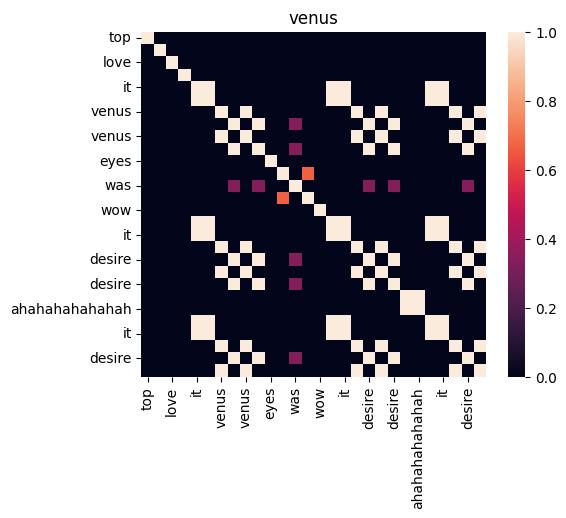 venus
top
love
it
venus
venus
eyes
was
wow
it
desire
desire
ahahahahahahah
it
desire
1.0
0.8
0.6
0.4
0.2
0.0
top
love
it
venus
venus
eyes
was
wow
it
desire
desire
ahahahahahahah
it
desire